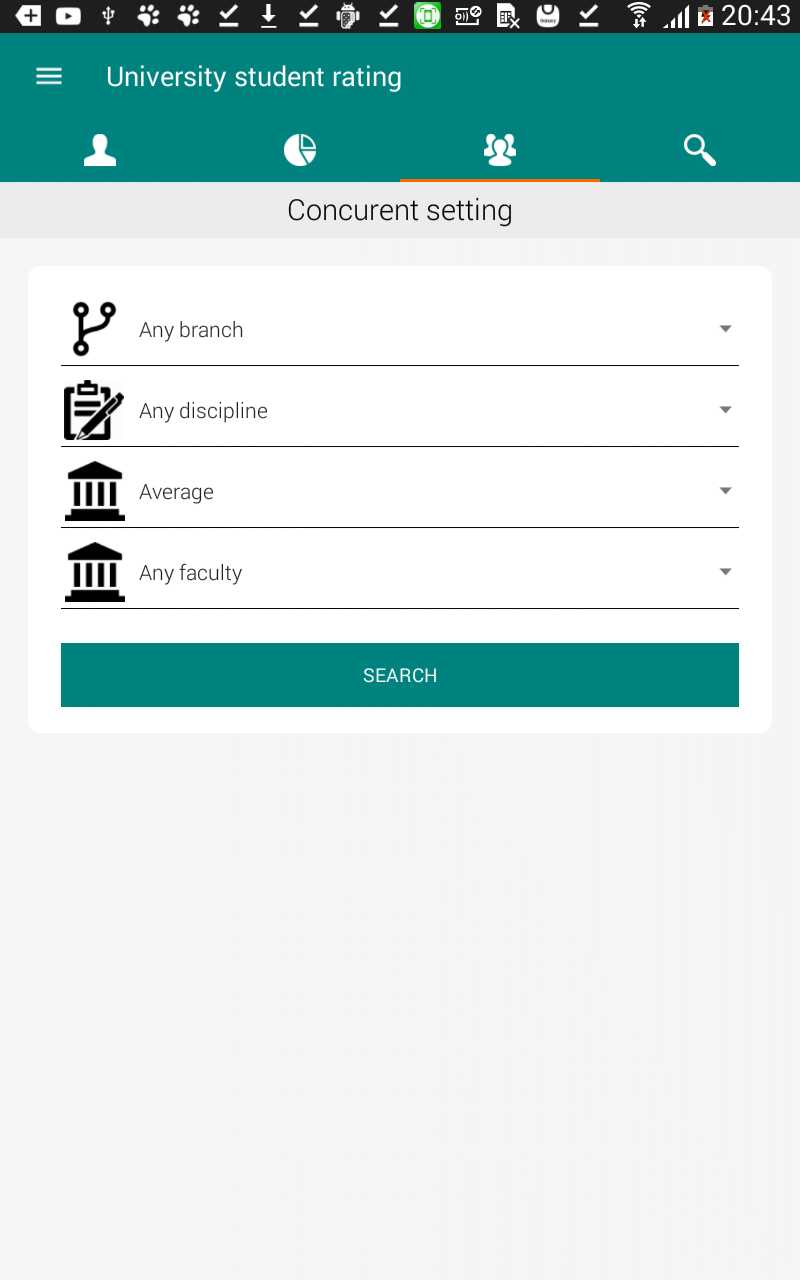 20:43
University student rating
Concurent setting
Any branch
Any discipline
Average
Any faculty
SEARCH